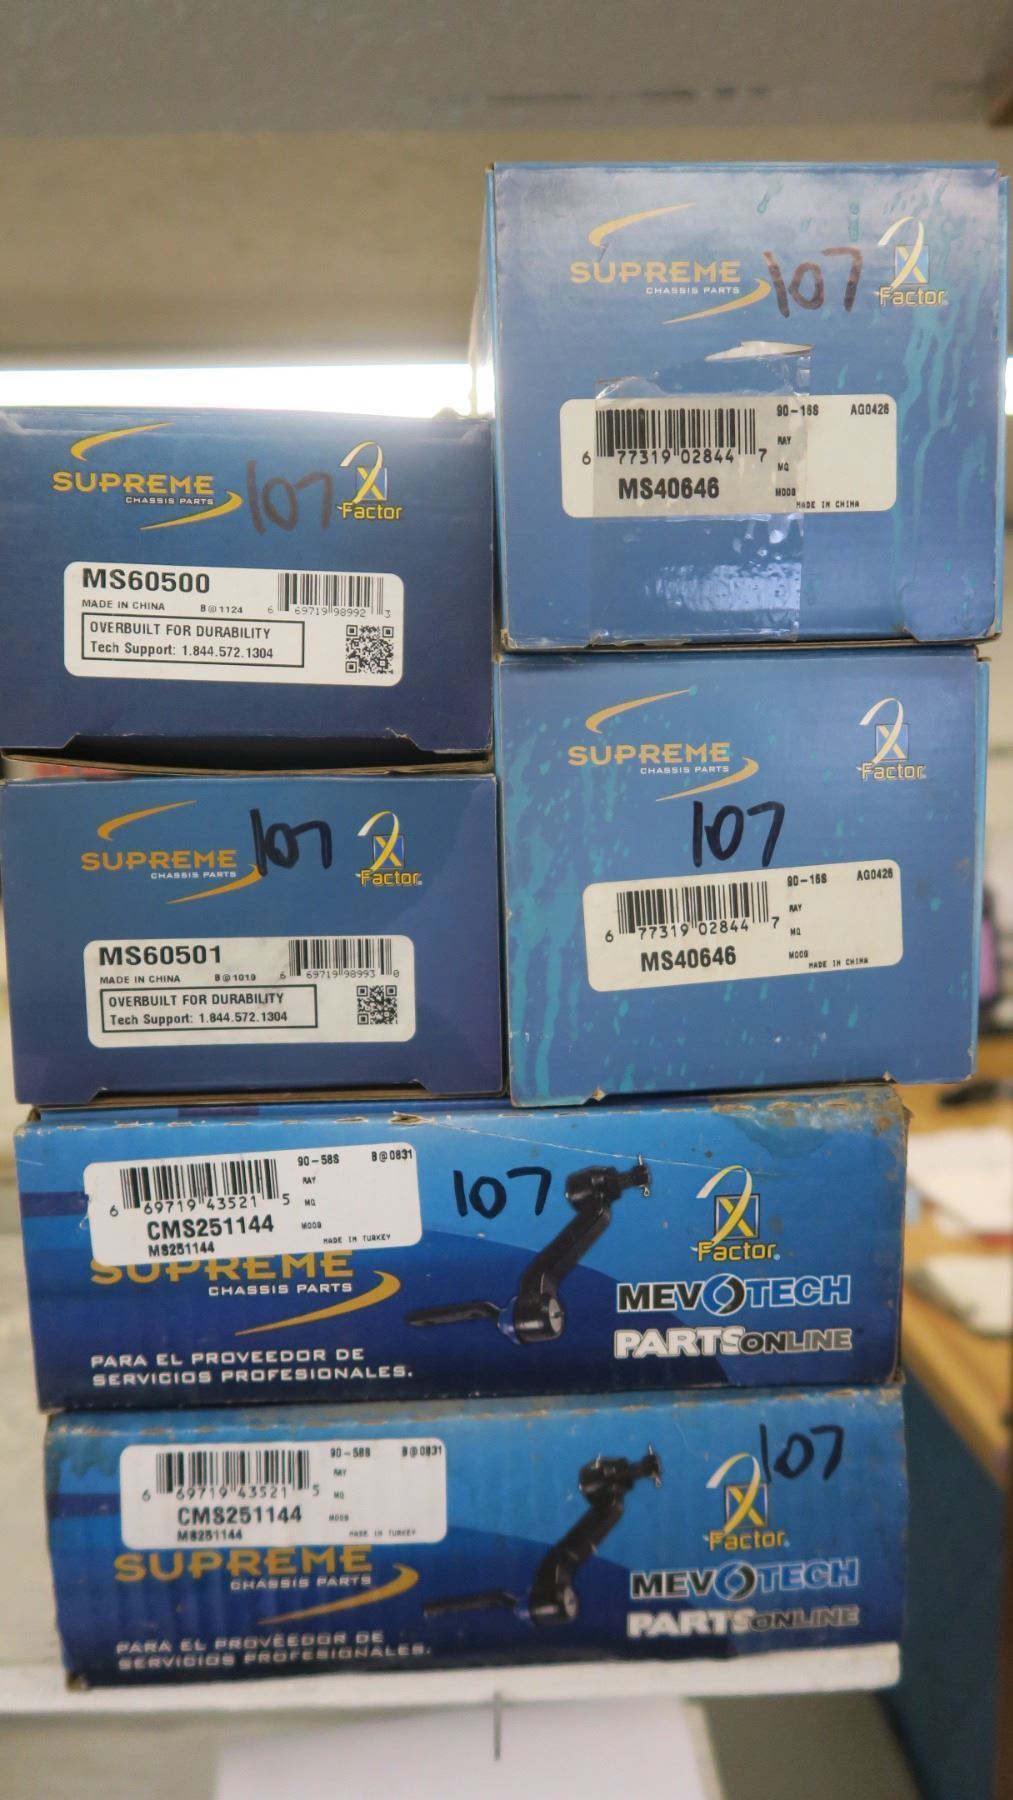 SUPREME
CHASSIS PARTS
107
X
Factor
90-16S AG0426
RAY
MQ
6 77319 02844 7
MS40646
MADE IN CHINA
SUPREME
CHASSIS PARTS
107
X
Factor
MS60500
MADE IN CHINA B@1124 6 69719 98992 3
OVERBUILT FOR DURABILITY
Tech Support: 1.844.572.1304
SUPREME
CHASSIS PARTS
X
Factor
107
90-16S AG0426
RAY
MQ
6 77319 02844 7
MS40646
MADE IN CHINA
SUPREME
CHASSIS PARTS
107
X
Factor
MS60501
MADE IN CHINA B@1019 6 69719 98993 0
OVERBUILT FOR DURABILITY
Tech Support: 1.844.572.1304
90-58S B@0831
RAY
MQ
6 69719 43521 5
CMS251144
MS251144
MADE IN TURKEY
107
X
Factor®
SUPREME
CHASSIS PARTS
MEVOTECH
PARTSONLINE
PARA EL PROVEEDOR DE
SERVICIOS PROFESIONALES.
90-58S B@0831
RAY
MQ
6 69719 43521 5
CMS251144
MS251144
MADE IN TURKEY
107
X
Factor®
SUPREME
CHASSIS PARTS
MEVOTECH
PARTSONLINE
PARA EL PROVEEDOR DE
SERVICIOS PROFESIONALES.